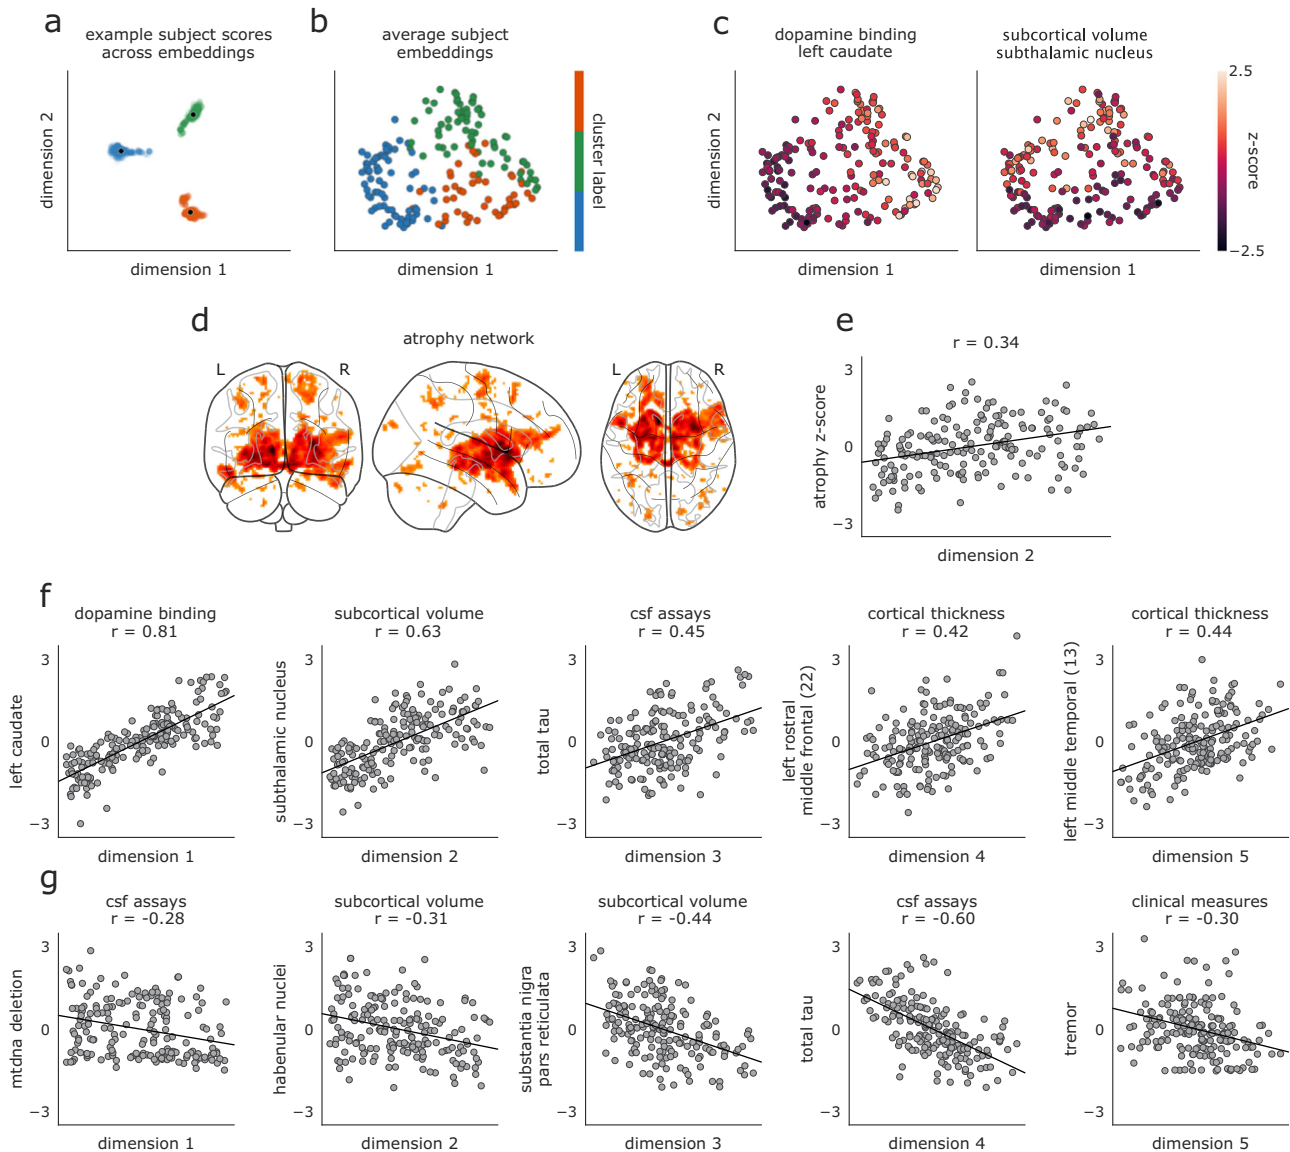 a
example subject scores
across embeddings
dimension 2
dimension 1
b
average subject
embeddings
dimension 1
cluster label
c
dopamine binding
left caudate
dimension 2
dimension 1
subcortical volume
subthalamic nucleus
dimension 1
2.5
z-score
−2.5
d
atrophy network
L
R
L
R
e
r = 0.34
3
0
−3
atrophy z-score
dimension 2
f
dopamine binding
r = 0.81
3
0
−3
left caudate
dimension 1
subcortical volume
r = 0.63
3
0
−3
subthalamic nucleus
dimension 2
csf assays
r = 0.45
3
0
−3
total tau
dimension 3
cortical thickness
r = 0.42
3
0
−3
left rostral
middle frontal (22)
dimension 4
cortical thickness
r = 0.44
3
0
−3
left middle temporal (13)
dimension 5
g
csf assays
r = -0.28
3
0
−3
mtdna deletion
dimension 1
subcortical volume
r = -0.31
3
0
−3
habenular nuclei
dimension 2
subcortical volume
r = -0.44
3
0
−3
substantia nigra
pars reticulata
dimension 3
csf assays
r = -0.60
3
0
−3
total tau
dimension 4
clinical measures
r = -0.30
3
0
−3
tremor
dimension 5